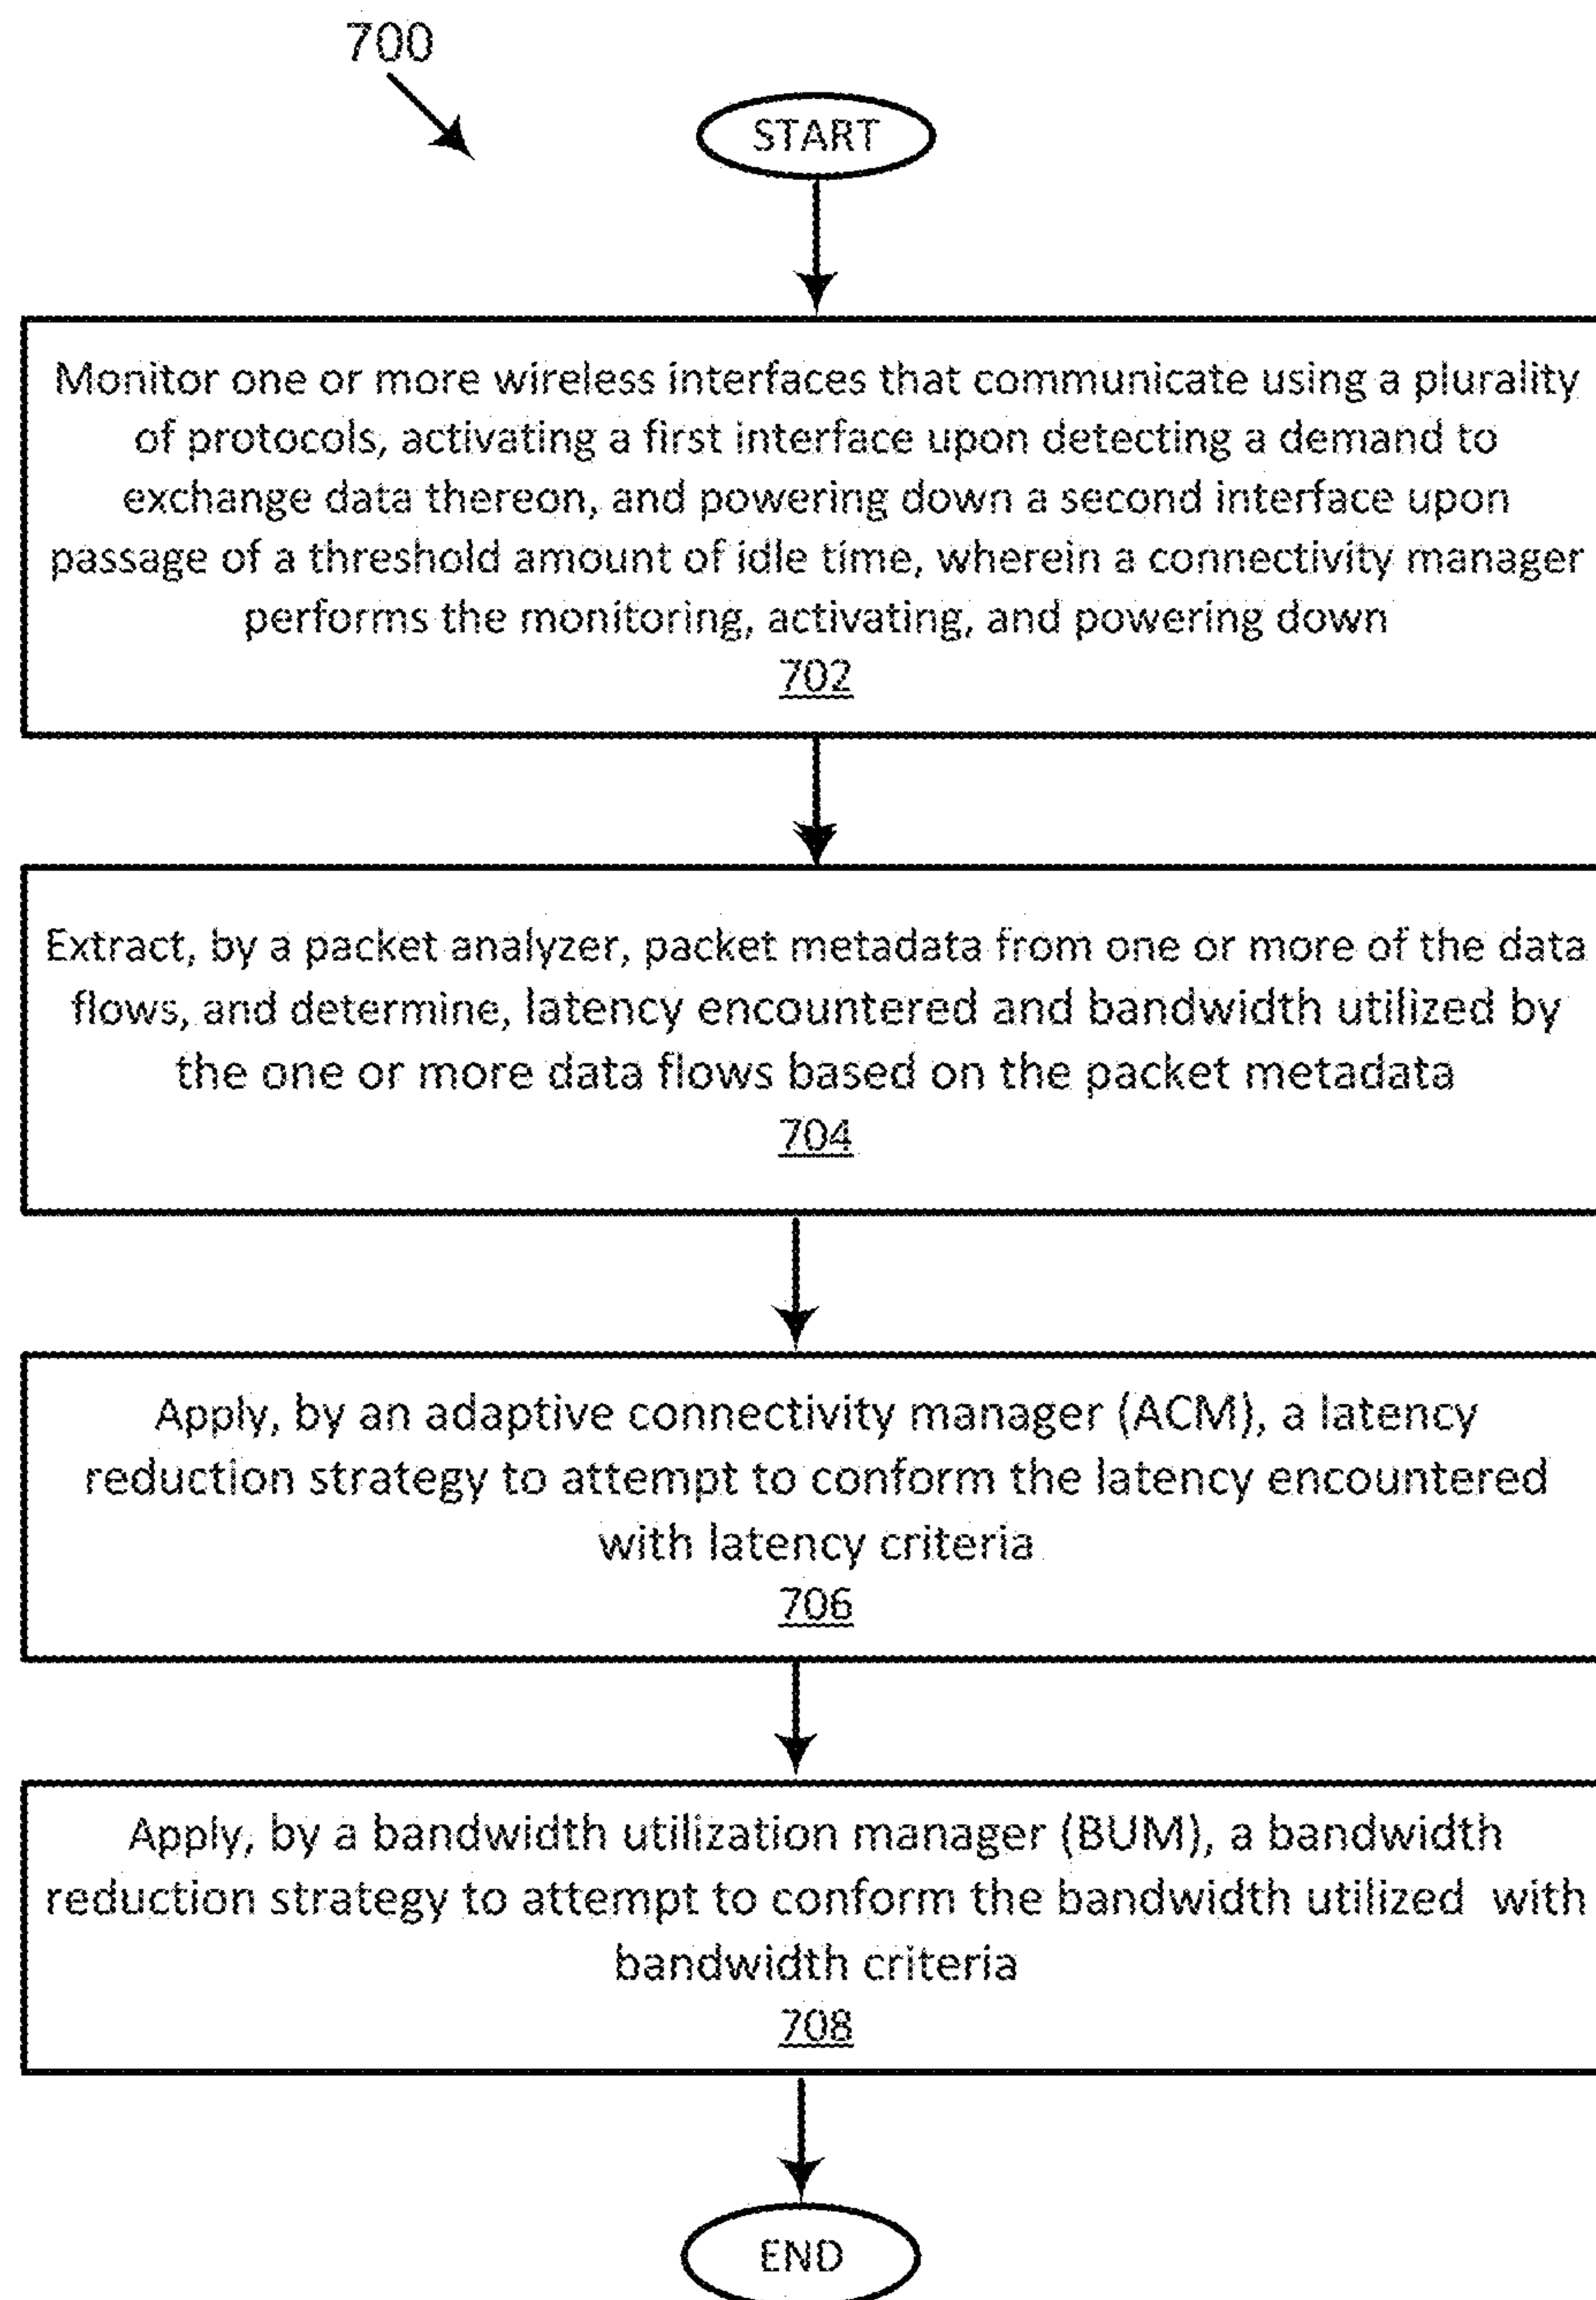 700
START
Monitor one or more wireless interfaces that communicate using a plurality
of protocols, activating a first interface upon detecting a demand to
exchange data thereon, and powering down a second interface upon
passage of a threshold amount of idle time, wherein a connectivity manager
performs the monitoring, activating, and powering down
702
Extract, by a packet analyzer, packet metadata from one or more of the data
flows, and determine, latency encountered and bandwidth utilized by
the one or more data flows based on the packet metadata
704
Apply, by an adaptive connectivity manager (ACM), a latency
reduction strategy to attempt to conform the latency encountered
with latency criteria
706
Apply, by a bandwidth utilization manager (BUM), a bandwidth
reduction strategy to attempt to conform the bandwidth utilized with
bandwidth criteria
708
END